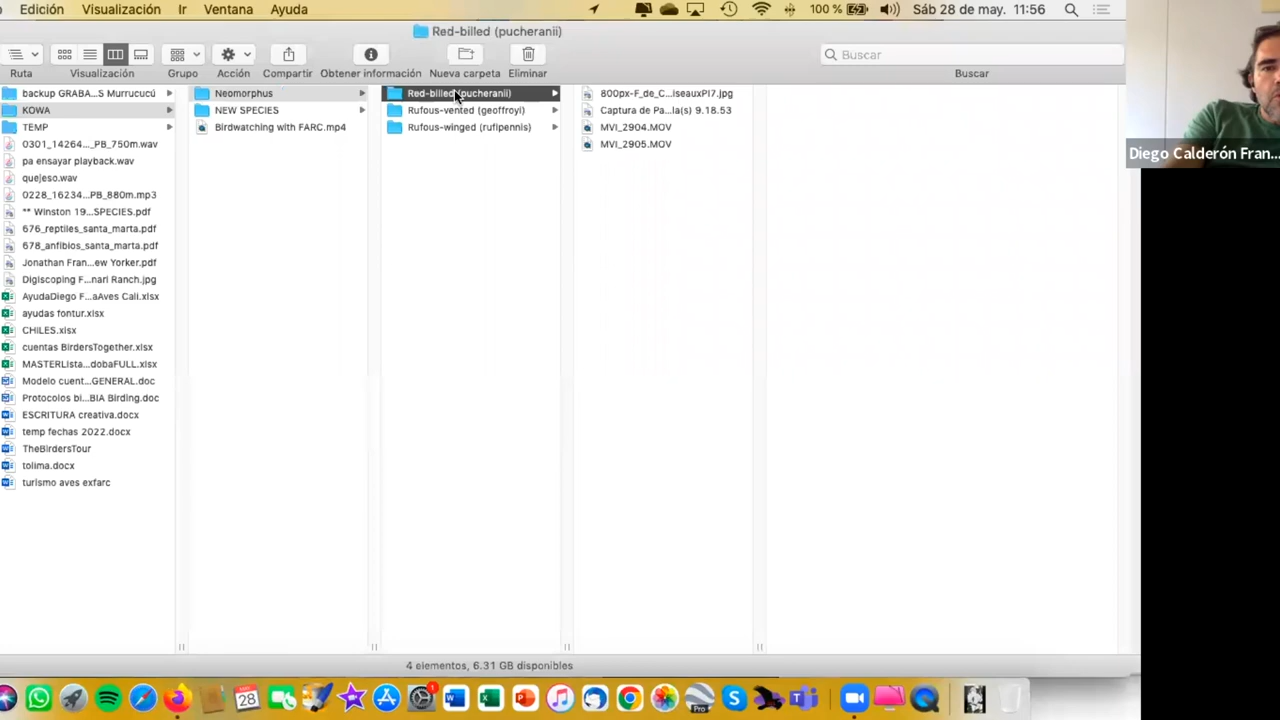 Edición Visualización Ir Ventana Ayuda 100 % Sáb 28 de may. 11:56
Red-billed (pucheranii)
Buscar
Ruta Visualización Grupo Acción Compartir Obtener información Nueva carpeta Eliminar Buscar
backup GRABA...S Murrucucú
KOWA
TEMP
0301_14264..._PB_750m.wav
pa ensayar playback.wav
que|eso.wav
0228_16234...PB_880m.mp3
** Winston 19...SPECIES.pdf
676_reptiles_santa_marta.pdf
678_anfibios_santa_marta.pdf
Jonathan Fran...ew Yorker.pdf
Digiscoping F...narl Ranch.jpg
AyudaDiego F...aAves Cali.xlsx
ayudas fontur.xlsx
CHILES.xlsx
cuentas BirdersTogether.xlsx
MASTERLista...dobaFULL.xlsx
Modelo cuent...GENERAL.doc
Protocolos bi...BIA Birding.doc
ESCRITURA creativa.docx
temp fechas 2022.docx
TheBirdersTour
tolima.docx
turismo aves exfarc
Neomorphus
NEW SPECIES
Birdwatching with FARC.mp4
Red-billed (pucheranii)
Rufous-vented (geoffroyi)
Rufous-winged (rufipennis)
800px-F_de_C...iseauxPl7.jpg
Captura de Pa...la(s) 9.18.53
MVI_2904.MOV
MVI_2905.MOV
Diego Calderón Fran...
4 elementos, 6.31 GB disponibles
28
1
Pro